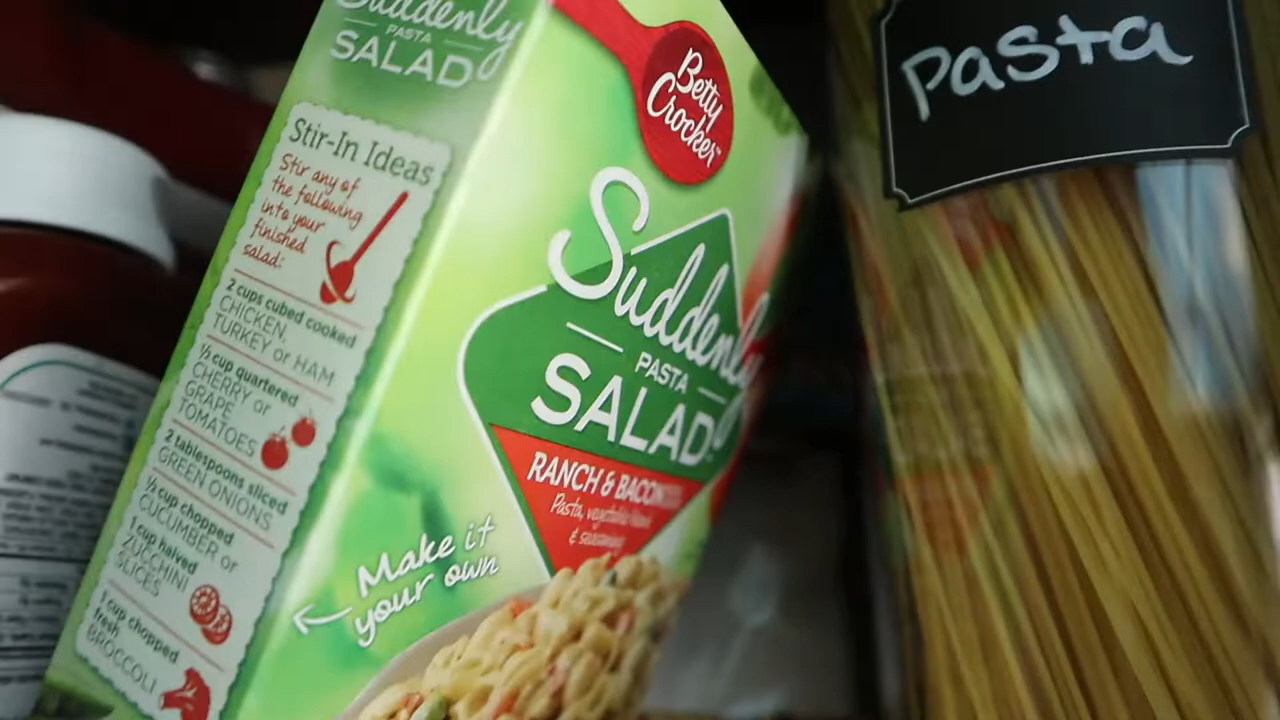 Suddenly
PASTA
SALAD
Stir-In Ideas
Stir any of
the following
into your
finished
salad:
2 cups cubed cooked
CHICKEN,
TURKEY or HAM
⅓ cup quartered
CHERRY or
GRAPE
TOMATOES
2 tablespoons sliced
GREEN ONIONS
½ cup chopped
CUCUMBER or
1 cup halved
ZUCCHINI
SLICES
1 cup chopped
fresh
BROCCOLI
Betty
Crocker
Suddenly
PASTA
SALAD
RANCH & BACON
Pasta,
&
Make it
your own
Pasta